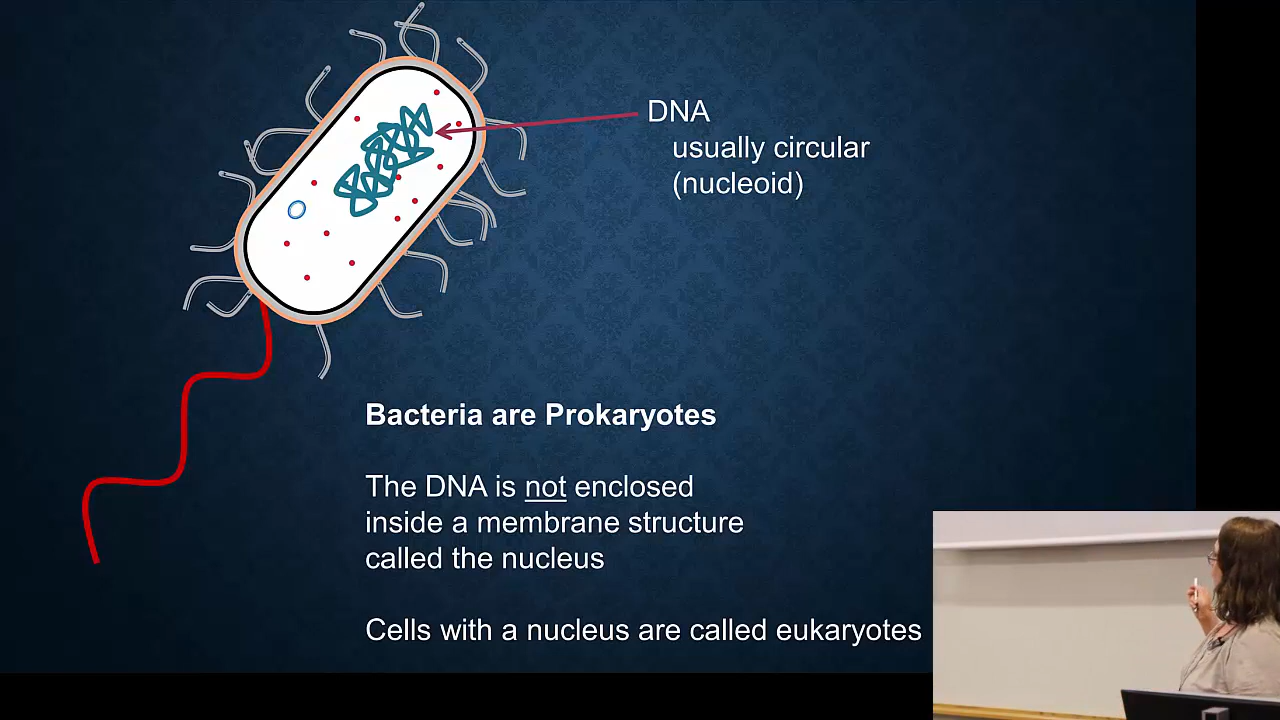 DNA
usually circular
(nucleoid)
Bacteria are Prokaryotes
The DNA is not enclosed
inside a membrane structure
called the nucleus
Cells with a nucleus are called eukaryotes